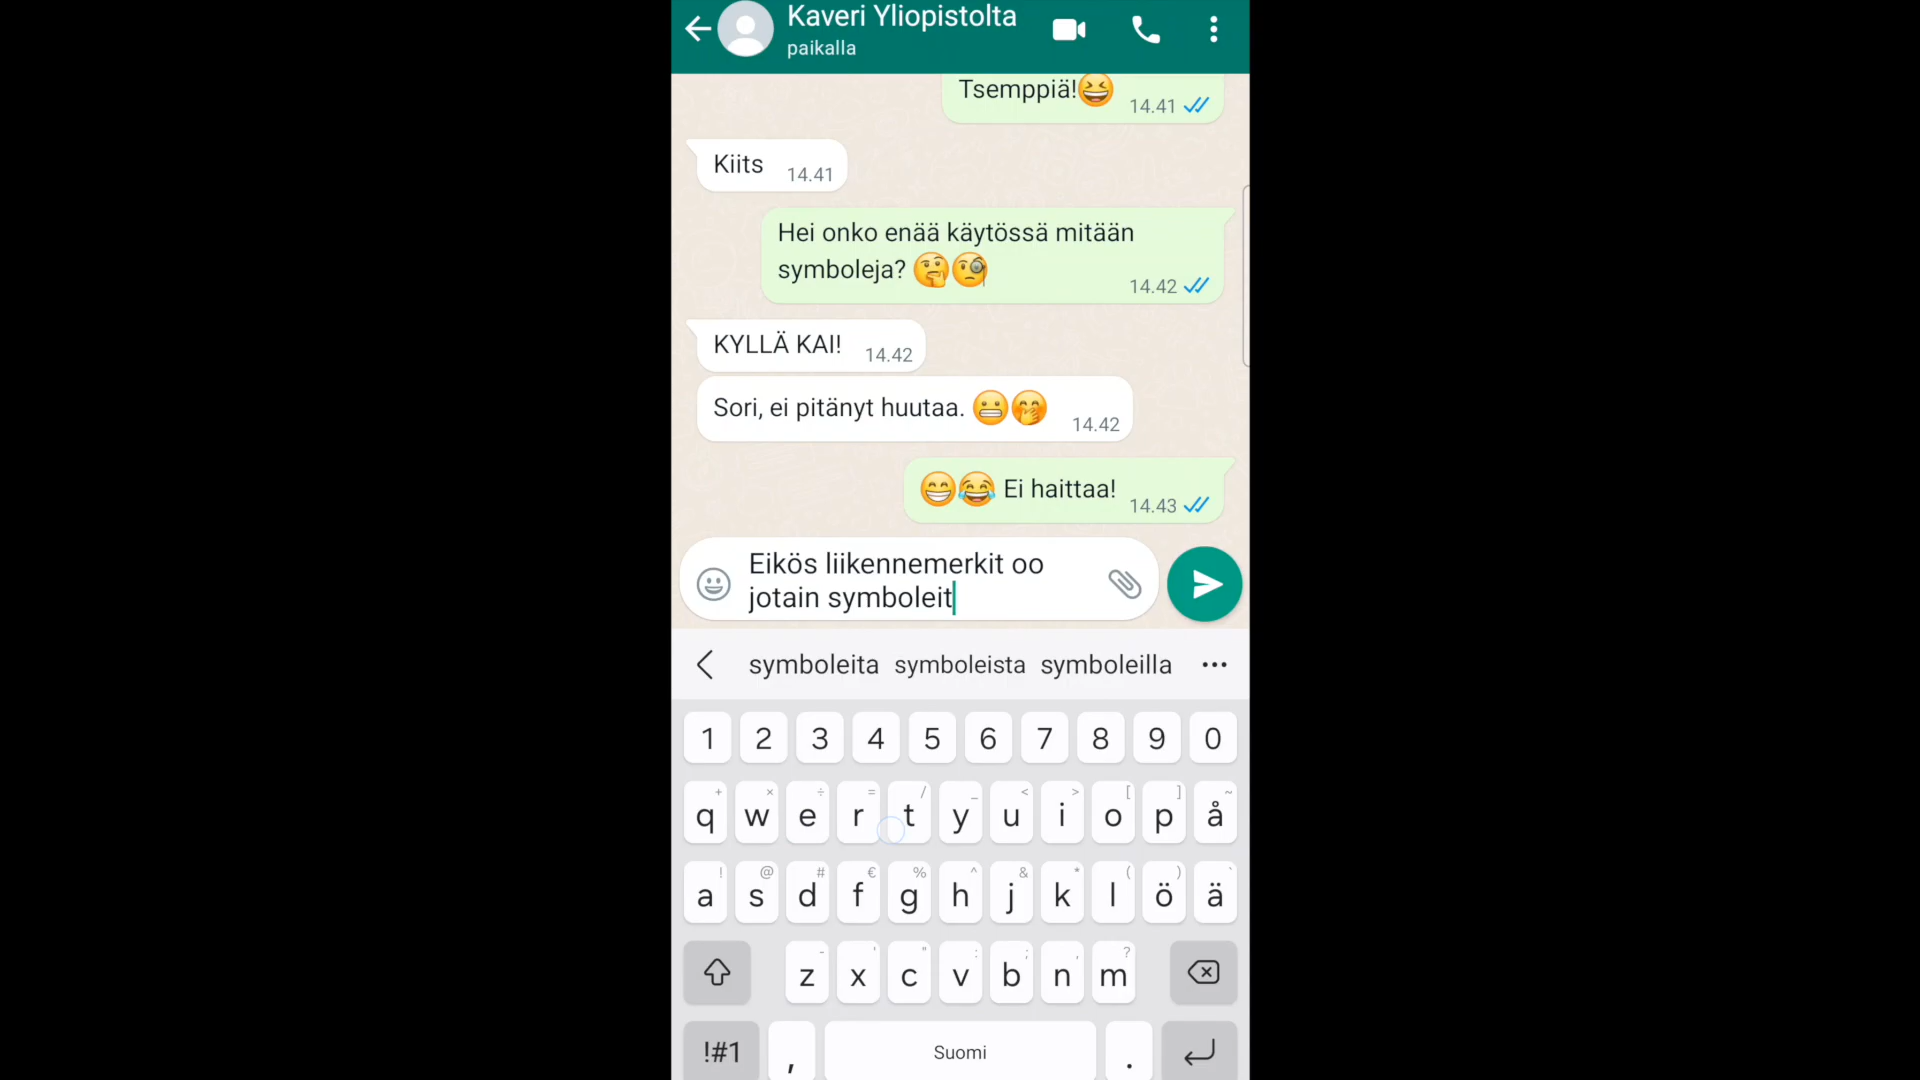 Kaveri Yliopistolta
paikalla
Tsemppiä!😆 14.41
Kiits 14.41
Hei onko enää käytössä mitään
symboleja? 🤔🧐 14.42
KYLLÄ KAI! 14.42
Sori, ei pitänyt huutaa. 😬🤭 14.42
😁😂 Ei haittaa! 14.43
Eikös liikennemerkit oo
jotain symboleit
symboleita symboleista symboleilla
1 2 3 4 5 6 7 8 9 0
+ × ÷ = / _ < > [ ] ~
q w e r t y u i o p å
! @ # € % ^ & * ( ) `
a s d f g h j k l ö ä
- ' " : ; , ?
z x c v b n m
!#1 , Suomi .